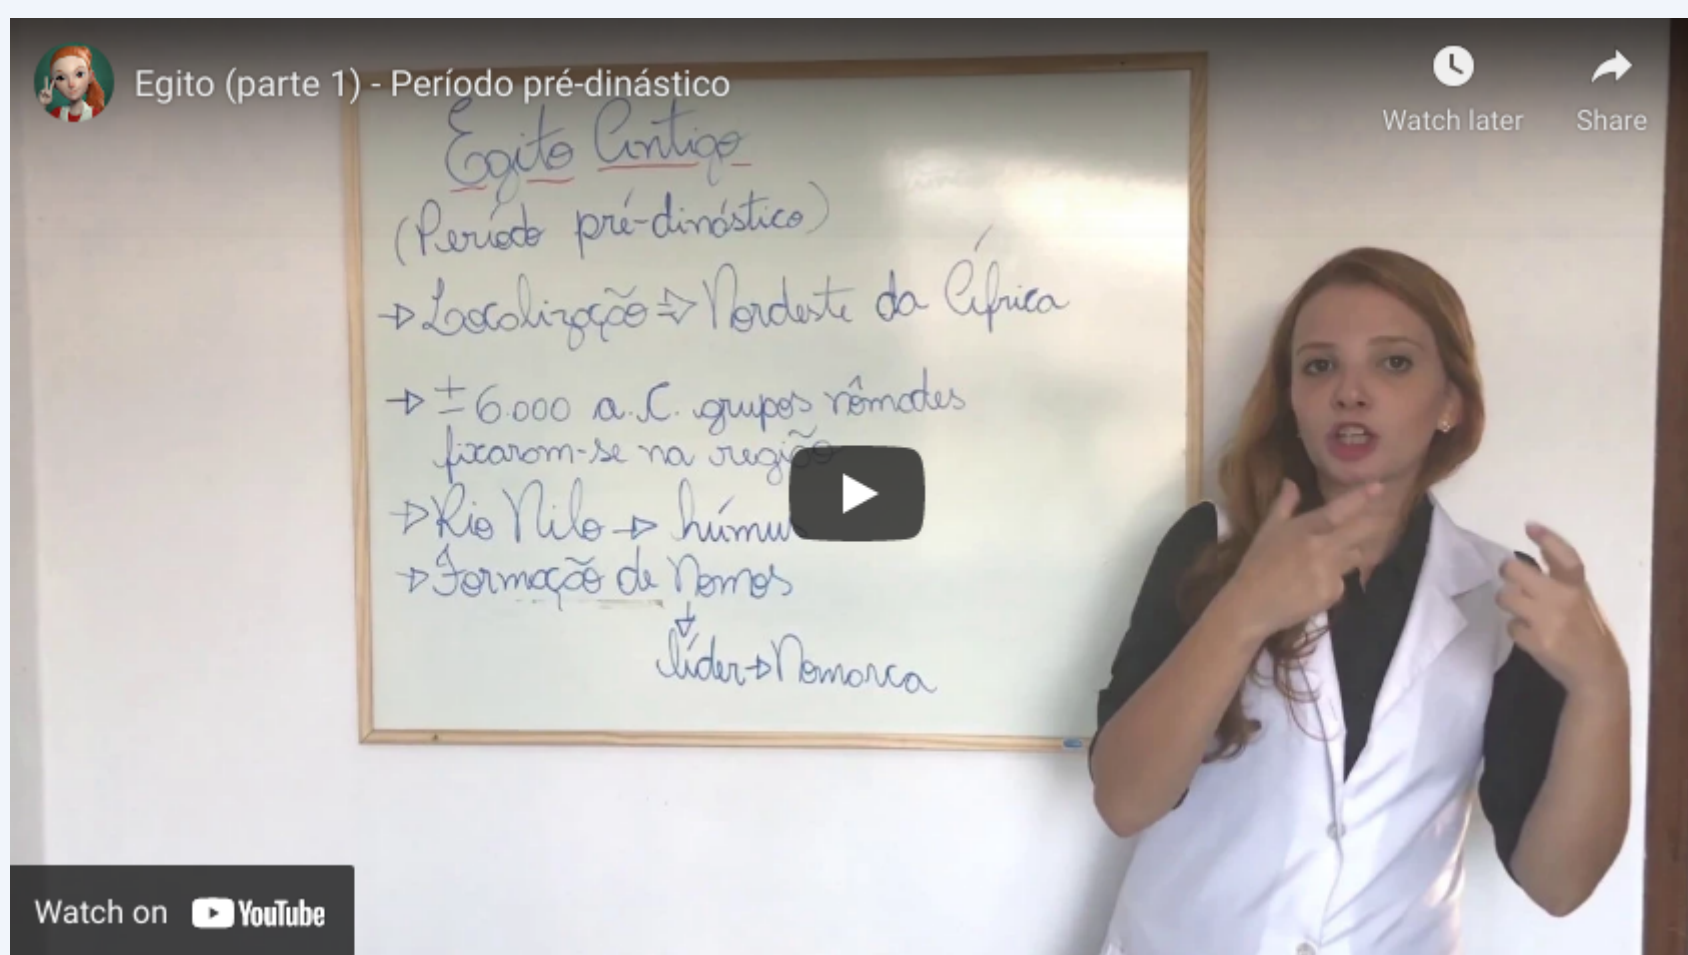 Egito (parte 1) - Período pré-dinástico
Watch later
Share
Egito Antigo
(Período pré-dinástico)
→ Localização ⇒ Nordeste da África
→ ± 6.000 a.C. grupos nômades
fixaram-se na região
→ Rio Nilo → húmu
→ Formação de Nomos
↓
líder → Nomarca
Watch on YouTube